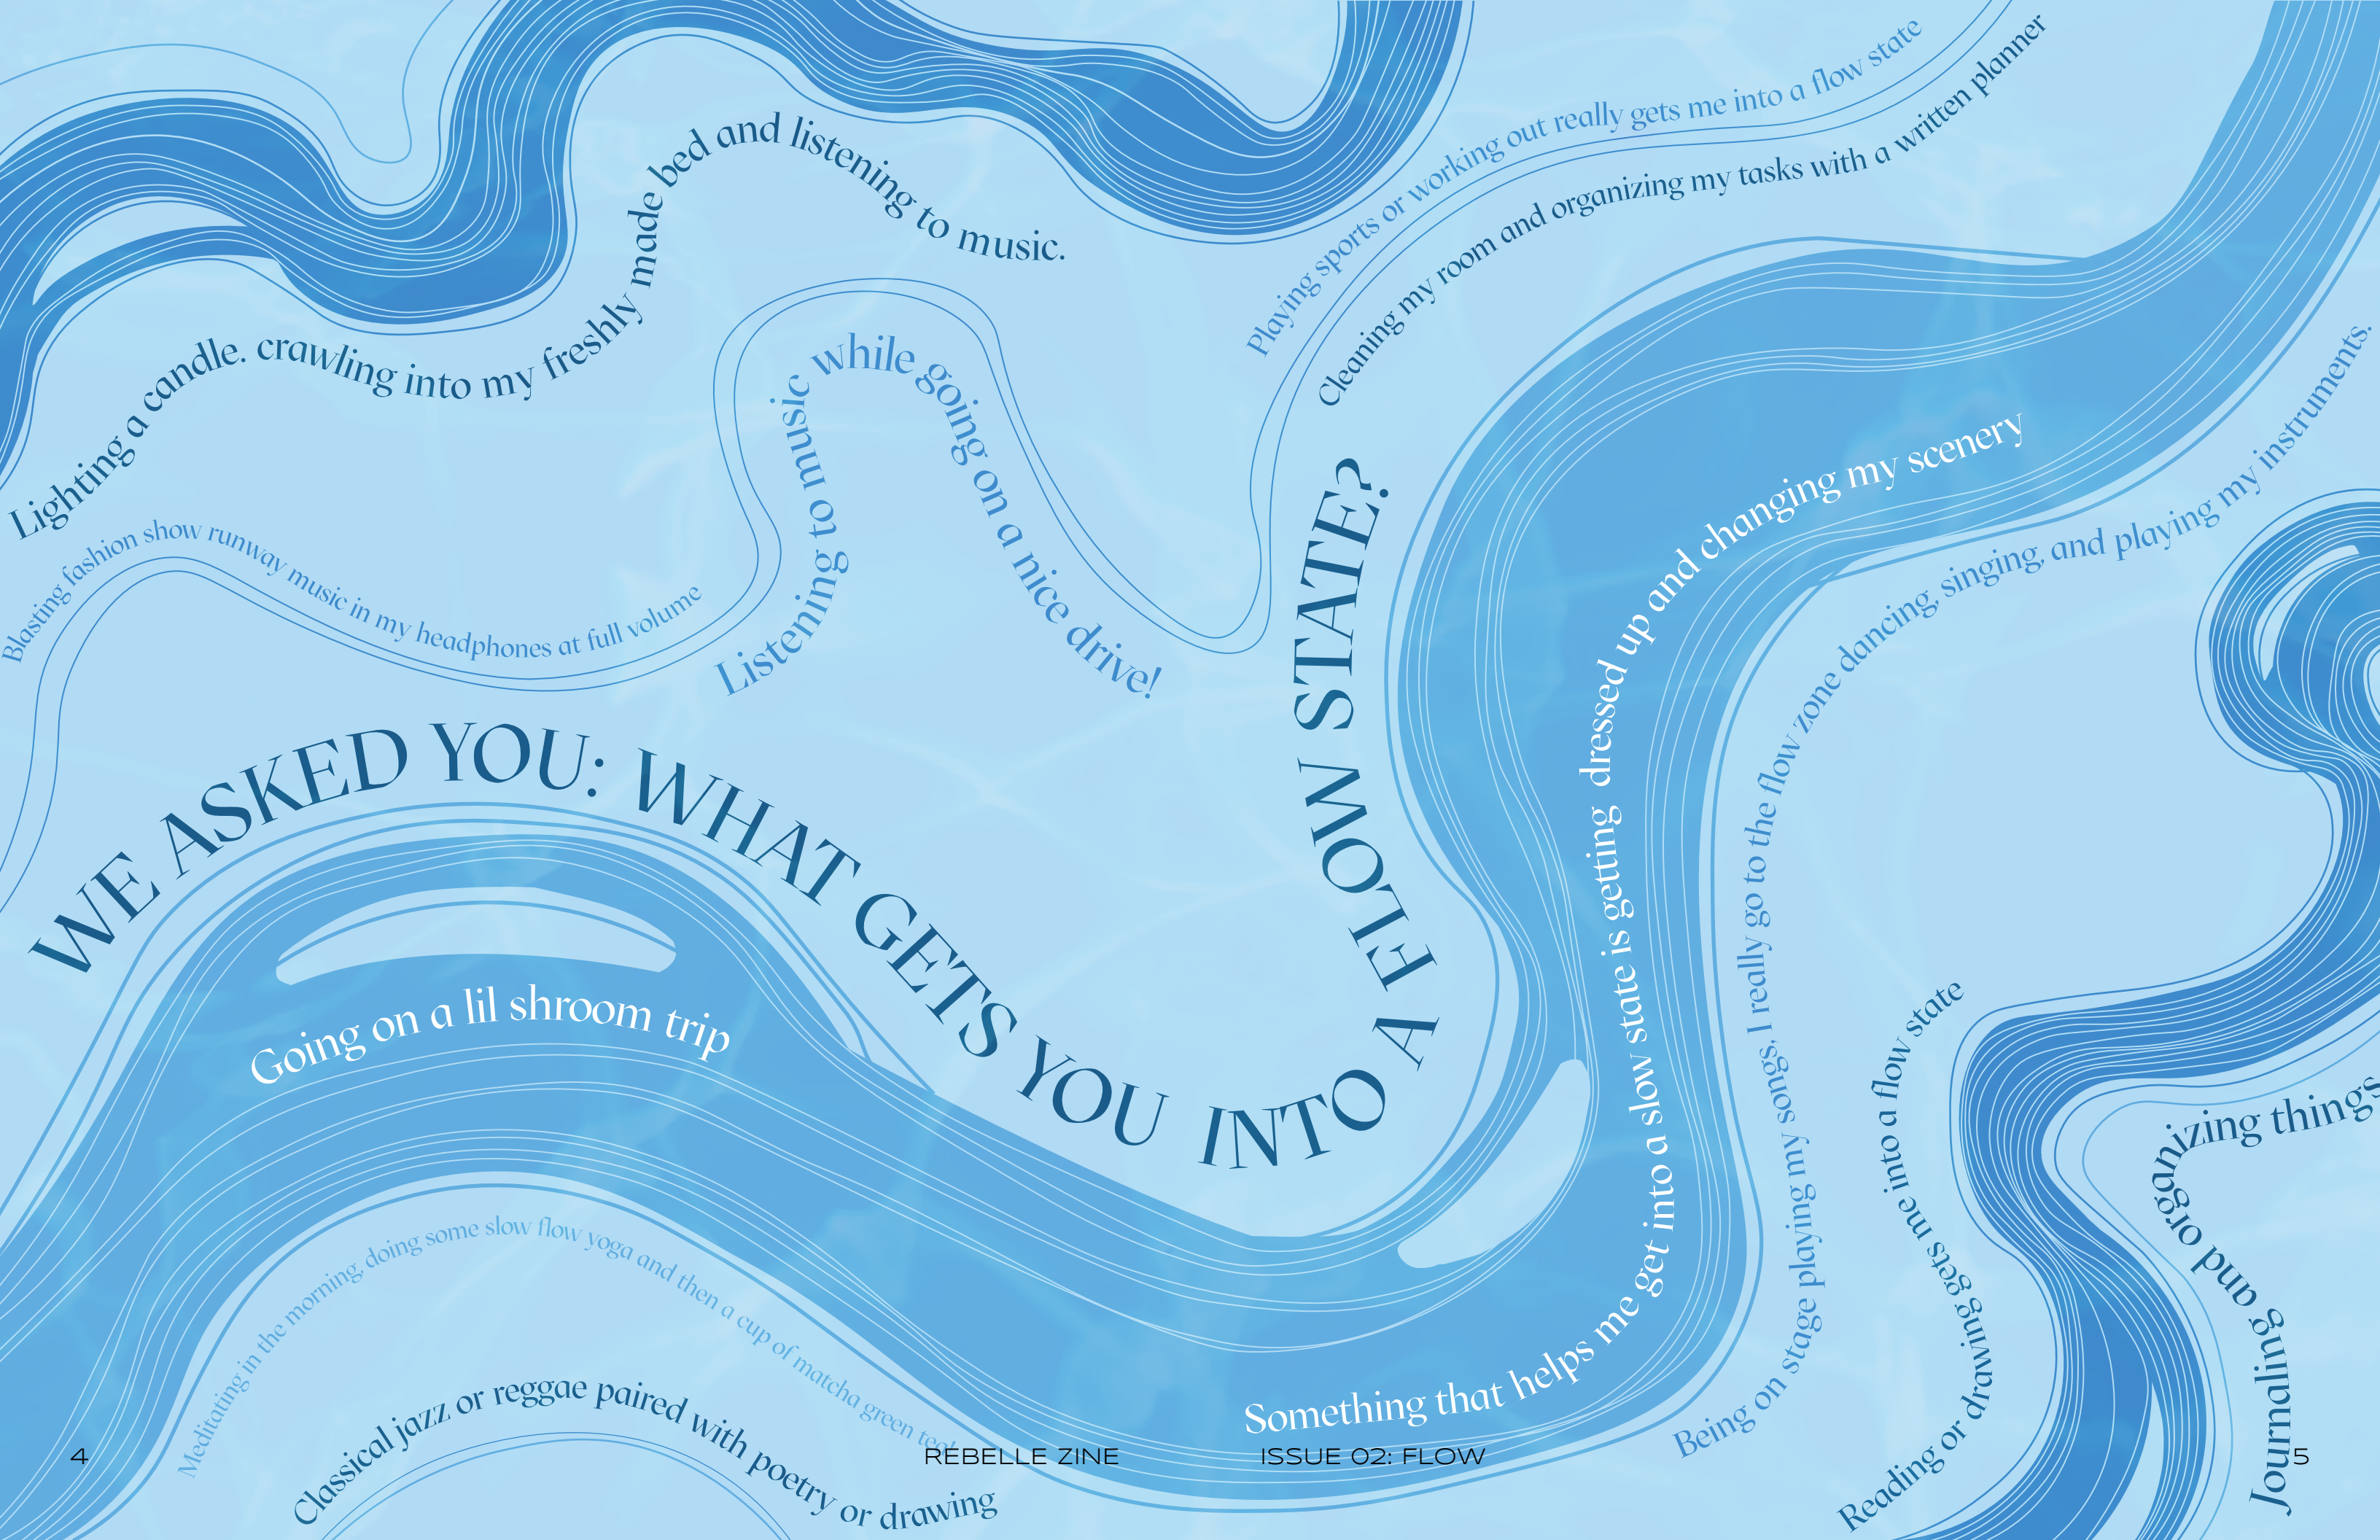 Lighting a candle. crawling into my freshly made bed and listening to music.
Blasting fashion show runway music in my headphones at full volume
Listening to music while going on a nice drive!
Playing sports or working out really gets me into a flow state
Cleaning my room and organizing my tasks with a written planner
WE ASKED YOU: WHAT GETS YOU INTO A FLOW STATE?
Going on a lil shroom trip
Something that helps me get into a slow state is getting dressed up and changing my scenery
Being on stage playing my songs, I really go to the flow zone dancing, singing, and playing my instruments.
Reading or drawing gets me into a flow state
Journaling and organizing things
Meditating in the morning, doing some slow flow yoga and then a cup of matcha green tea!
Classical jazz or reggae paired with poetry or drawing
4
REBELLE ZINE
ISSUE 02: FLOW
5